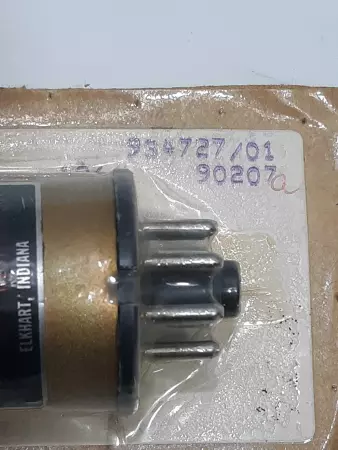 954727/01
90207
a
ELKHART, INDIANA